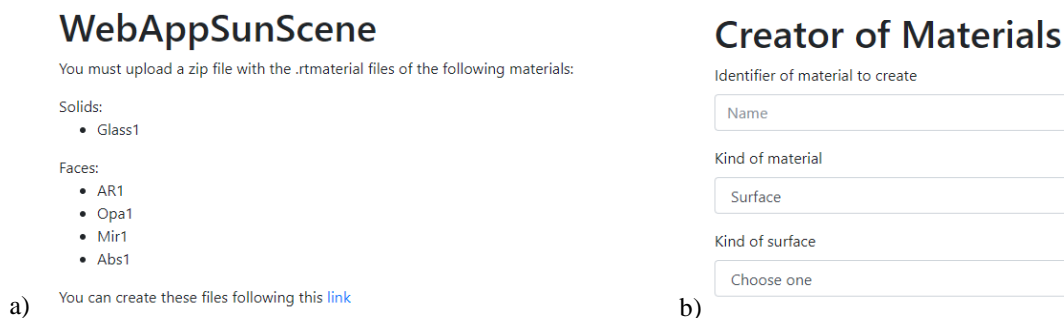 WebAppSunScene
You must upload a zip file with the .rtmaterial files of the following materials:
Solids:
• Glass1
Faces:
• AR1
• Opa1
• Mir1
• Abs1
a) You can create these files following this link
Creator of Materials
Identifier of material to create
Name
Kind of material
Surface
Kind of surface
Choose one
b)